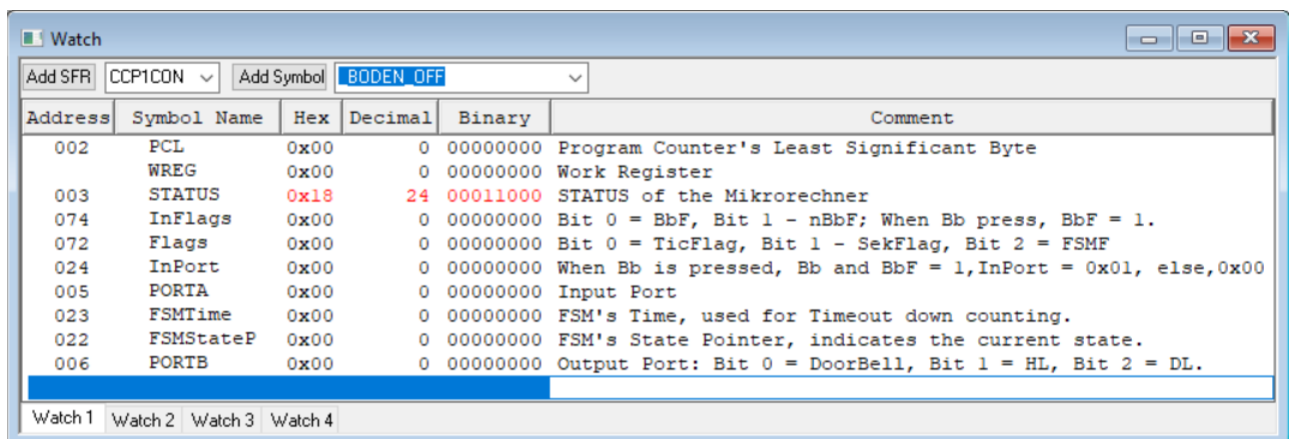 Watch
Add SFR CCP1CON Add Symbol _BODEN_OFF
Address Symbol Name Hex Decimal Binary Comment
002 PCL 0x00 0 00000000 Program Counter's Least Significant Byte
WREG 0x00 0 00000000 Work Register
003 STATUS 0x18 24 00011000 STATUS of the Mikrorechner
074 InFlags 0x00 0 00000000 Bit 0 = BbF, Bit 1 - nBbF; When Bb press, BbF = 1.
072 Flags 0x00 0 00000000 Bit 0 = TicFlag, Bit 1 - SekFlag, Bit 2 = FSMF
024 InPort 0x00 0 00000000 When Bb is pressed, Bb and BbF = 1,InPort = 0x01, else,0x00
005 PORTA 0x00 0 00000000 Input Port
023 FSMTime 0x00 0 00000000 FSM's Time, used for Timeout down counting.
022 FSMStateP 0x00 0 00000000 FSM's State Pointer, indicates the current state.
006 PORTB 0x00 0 00000000 Output Port: Bit 0 = DoorBell, Bit 1 = HL, Bit 2 = DL.
Watch 1 Watch 2 Watch 3 Watch 4